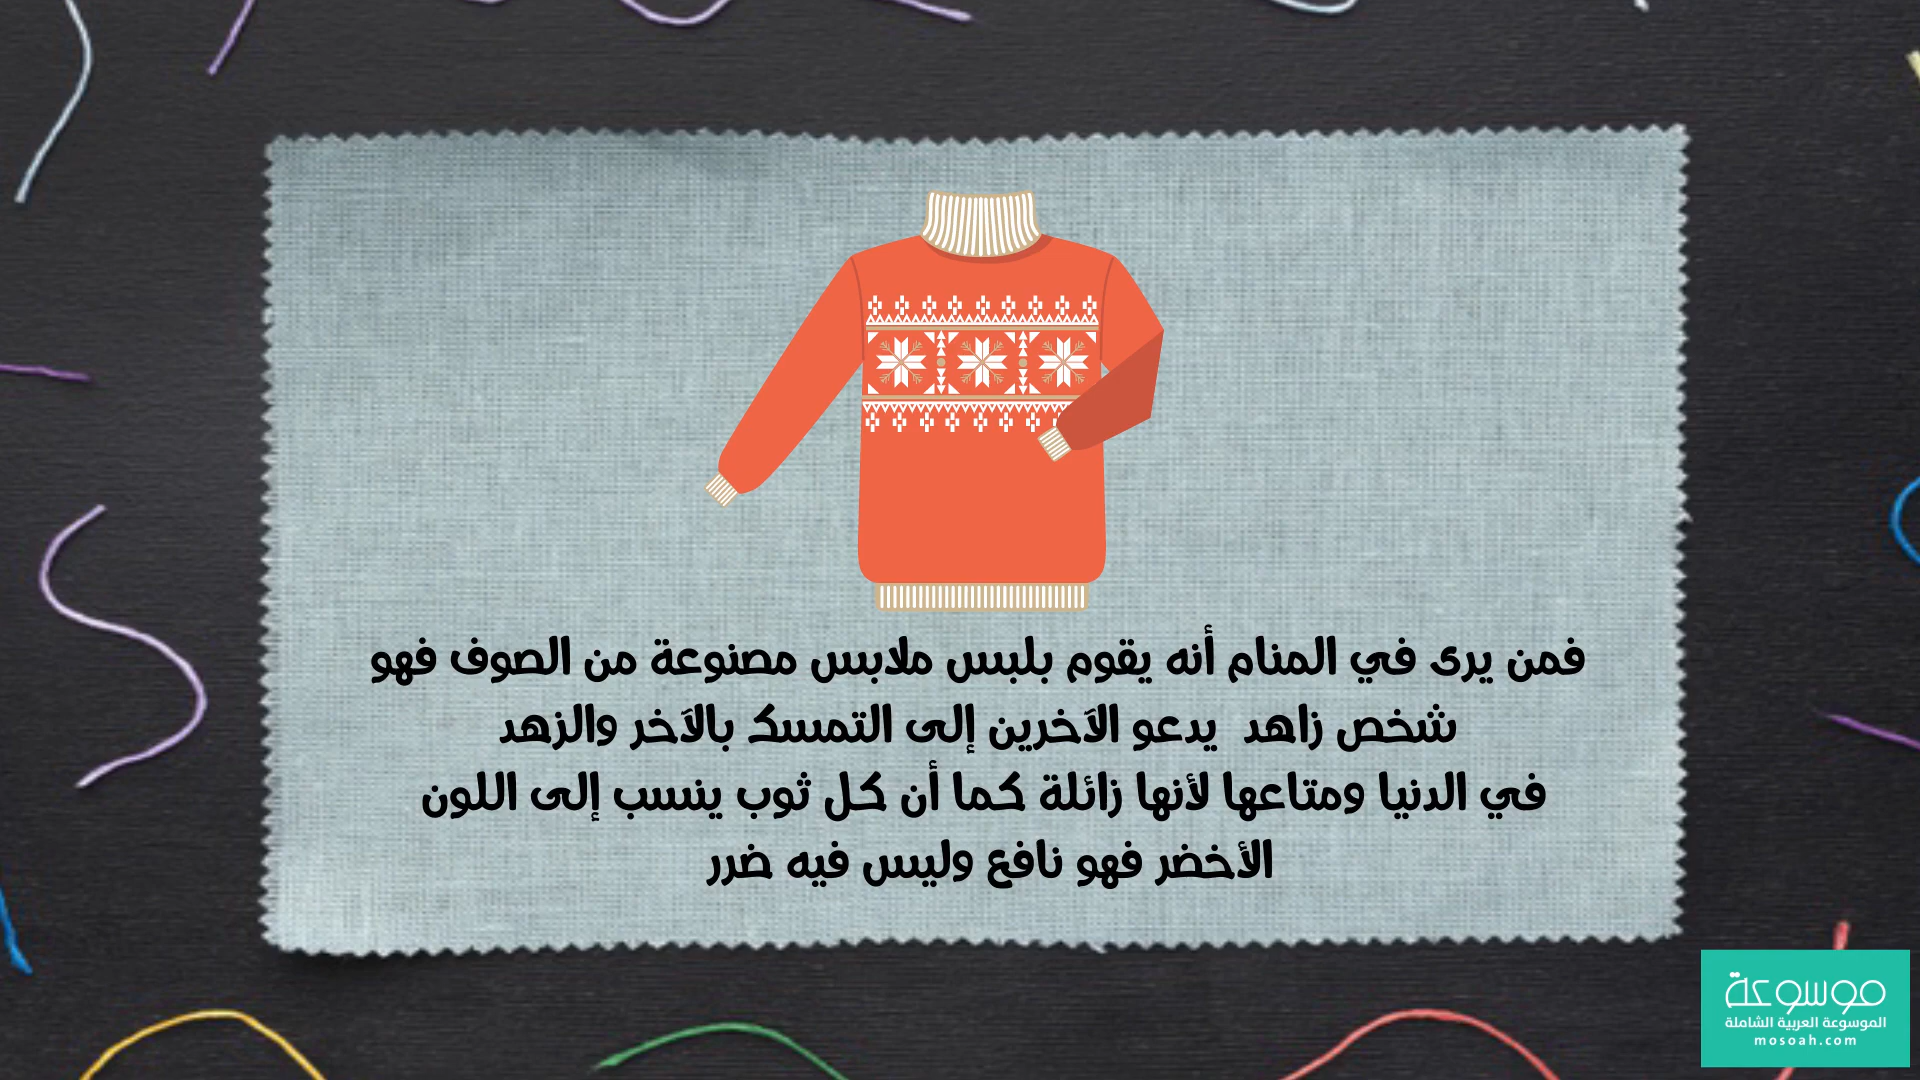 فمن يرى في المنام أنه يقوم بلبس ملابس مصنوعة من الصوف فهو
شخص زاهد يدعو الآخرين إلى التمسك بالآخر والزهد
في الدنيا ومتاعها لأنها زائلة كما أن كل ثوب ينسب إلى اللون
الأخضر فهو نافع وليس فيه ضرر
موسوعة
الموسوعة العربية الشاملة
mosoah.com